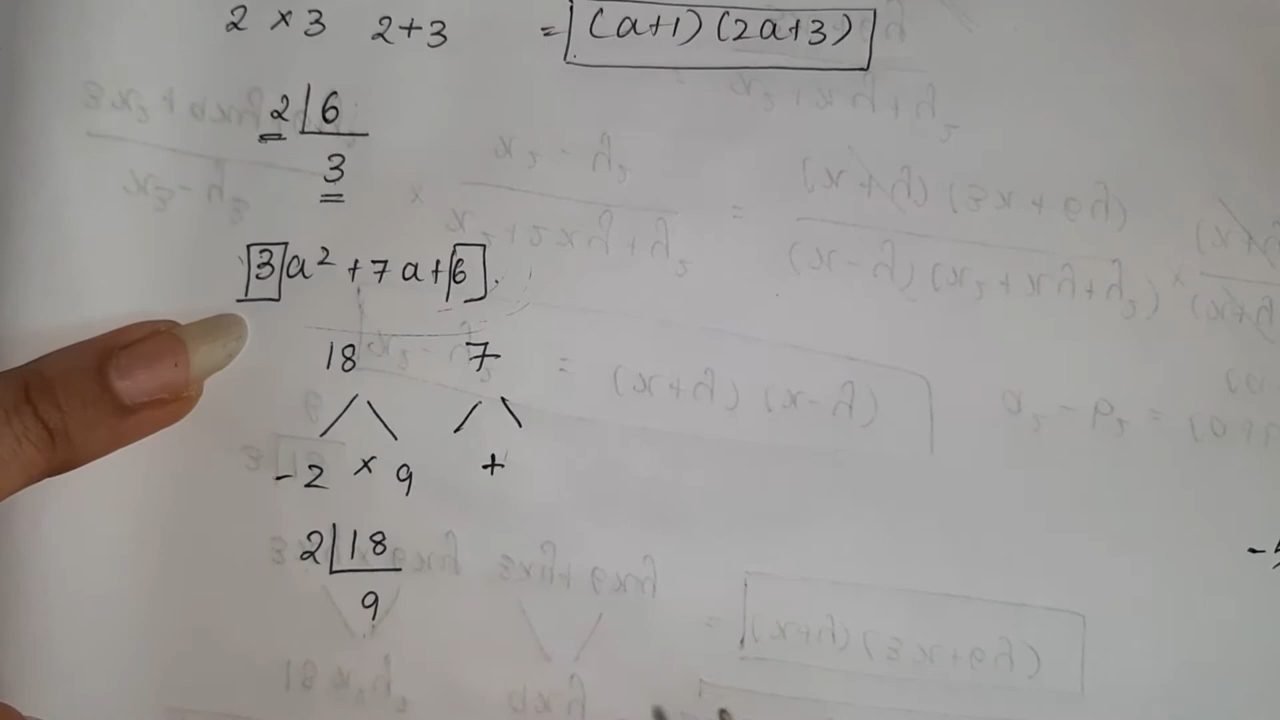 2 × 3 2+3 = (a+1) (2a+3)
2 6
3
3a² + 7a + 6
18 7
-2 × 9 +
2 18
9